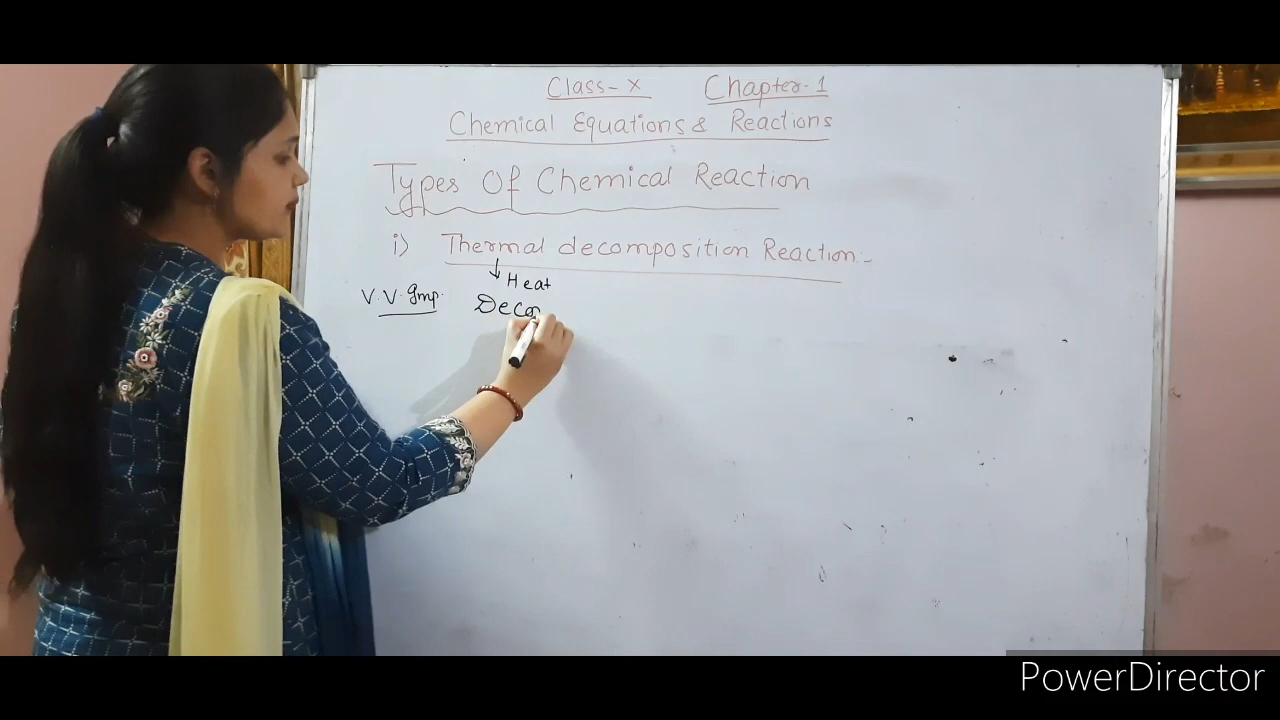 Class-X Chapter-1
Chemical Equations & Reactions
Types Of Chemical Reaction
i) Thermal decomposition Reaction:-
Heat
V.V.Imp. Deco
PowerDirector